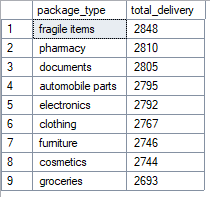 package_type total_delivery
1 fragile items 2848
2 pharmacy 2810
3 documents 2805
4 automobile parts 2795
5 electronics 2792
6 clothing 2767
7 furniture 2746
8 cosmetics 2744
9 groceries 2693